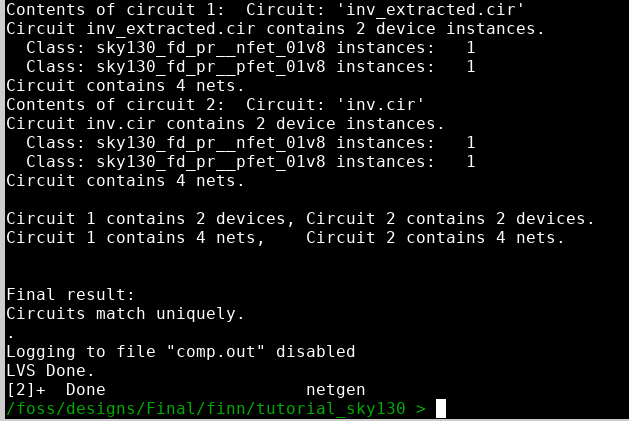 Contents of circuit 1:  Circuit: 'inv_extracted.cir'
Circuit inv_extracted.cir contains 2 device instances.
  Class: sky130_fd_pr__nfet_01v8 instances:   1
  Class: sky130_fd_pr__pfet_01v8 instances:   1
Circuit contains 4 nets.
Contents of circuit 2:  Circuit: 'inv.cir'
Circuit inv.cir contains 2 device instances.
  Class: sky130_fd_pr__nfet_01v8 instances:   1
  Class: sky130_fd_pr__pfet_01v8 instances:   1
Circuit contains 4 nets.

Circuit 1 contains 2 devices, Circuit 2 contains 2 devices.
Circuit 1 contains 4 nets,    Circuit 2 contains 4 nets.


Final result:
Circuits match uniquely.
.
Logging to file "comp.out" disabled
LVS Done.
[2]+  Done                    netgen
/foss/designs/Final/finn/tutorial_sky130 >